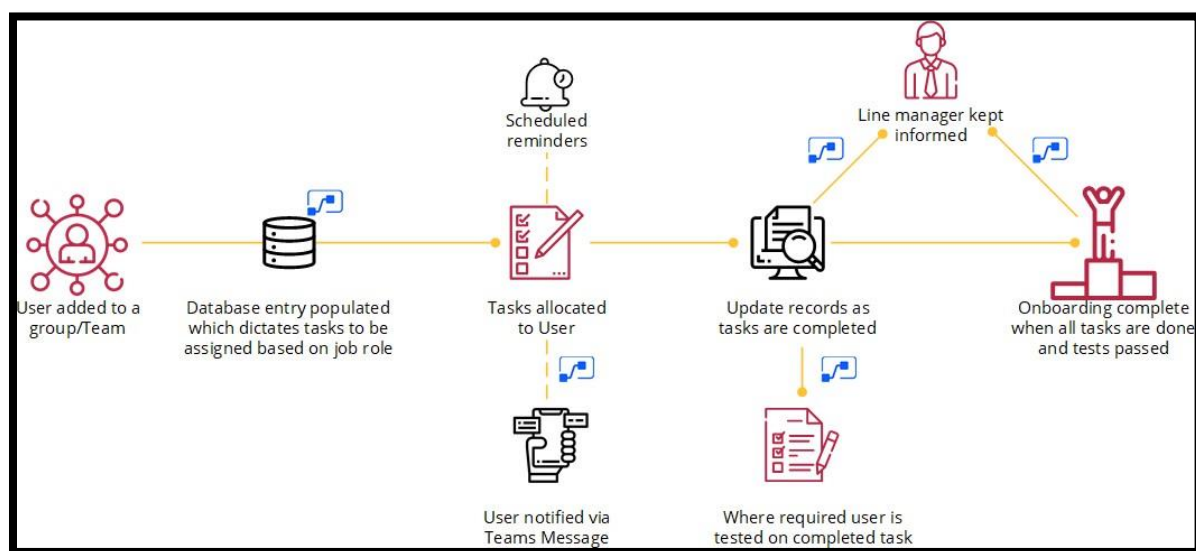 Scheduled
reminders
Line manager kept
informed
User added to a
group/Team
Database entry populated
which dictates tasks to be
assigned based on job role
Tasks allocated
to User
Update records as
tasks are completed
Onboarding complete
when all tasks are done
and tests passed
User notified via
Teams Message
Where required user is
tested on completed task